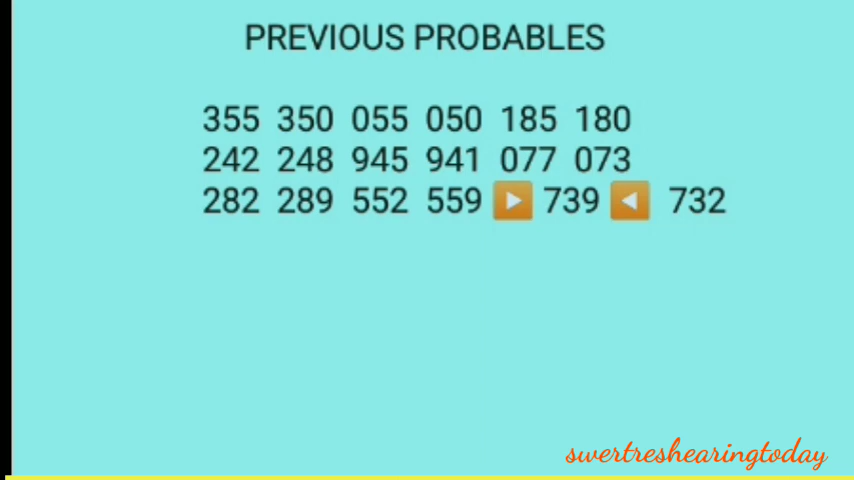 PREVIOUS PROBABLES
355 350 055 050 185 180
242 248 945 941 077 073
282 289 552 559 ▶️ 739 ◀️ 732
swertreshearingtoday